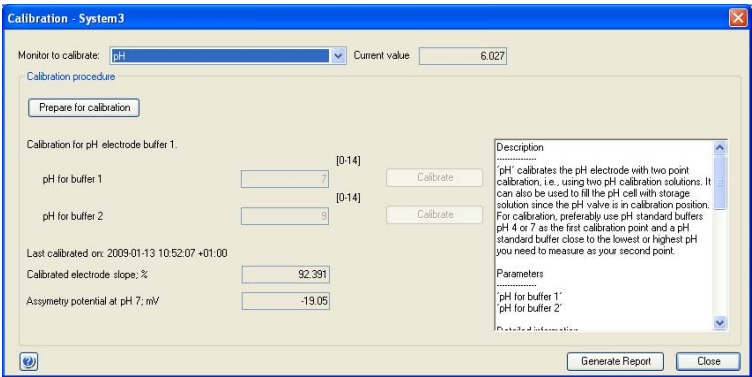 Calibration - System3
Monitor to calibrate: pH Current value 6.027
Calibration procedure
Prepare for calibration
Calibration for pH electrode buffer 1.
[0-14]
pH for buffer 1 7 Calibrate
[0-14]
pH for buffer 2 9 Calibrate
Last calibrated on: 2009-01-13 10:52:07 +01:00
Calibrated electrode slope; % 92.391
Assymetry potential at pH 7; mV -19.05
Description
---------------
'pH' calibrates the pH electrode with two point
calibration, i.e., using two pH calibration solutions. It
can also be used to fill the pH cell with storage
solution since the pH valve is in calibration position.
For calibration, preferably use pH standard buffers
pH 4 or 7 as the first calibration point and a pH
standard buffer close to the lowest or highest pH
you need to measure as your second point.
Parameters
---------------
'pH for buffer 1'
'pH for buffer 2'
Detailed information
Generate Report Close